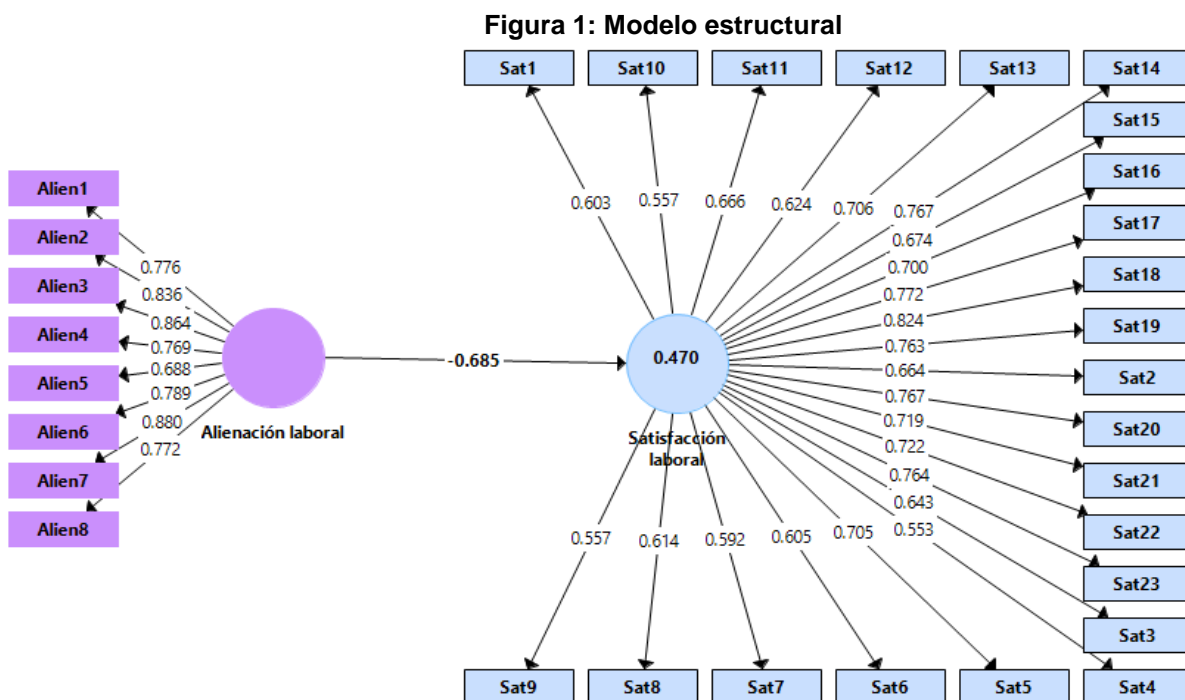 Figura 1: Modelo estructural
Sat1
Sat10
Sat11
Sat12
Sat13
Sat14
Sat15
Sat16
Sat17
Sat18
Sat19
Sat2
Sat20
Sat21
Sat22
Sat23
Sat3
Sat4
Sat5
Sat6
Sat7
Sat8
Sat9
Alien1
Alien2
Alien3
Alien4
Alien5
Alien6
Alien7
Alien8
0.776
0.836
0.864
0.769
0.688
0.789
0.880
0.772
Alienación laboral
-0.685
0.470
Satisfacción
laboral
0.603
0.557
0.666
0.624
0.706
0.767
0.674
0.700
0.772
0.824
0.763
0.664
0.767
0.719
0.722
0.764
0.643
0.553
0.557
0.614
0.592
0.605
0.705